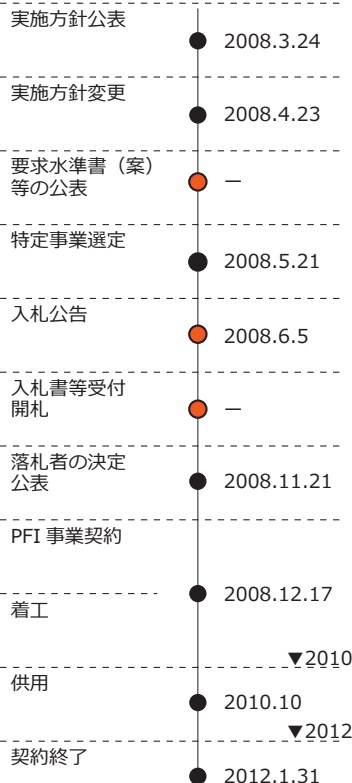 実施方針公表
2008.3.24
実施方針変更
2008.4.23
要求水準書（案）
等の公表
—
特定事業選定
2008.5.21
入札公告
2008.6.5
入札書等受付
開札
—
落札者の決定
公表
2008.11.21
PFI 事業契約
2008.12.17
着工
▼2010
供用
2010.10
▼2012
契約終了
2012.1.31